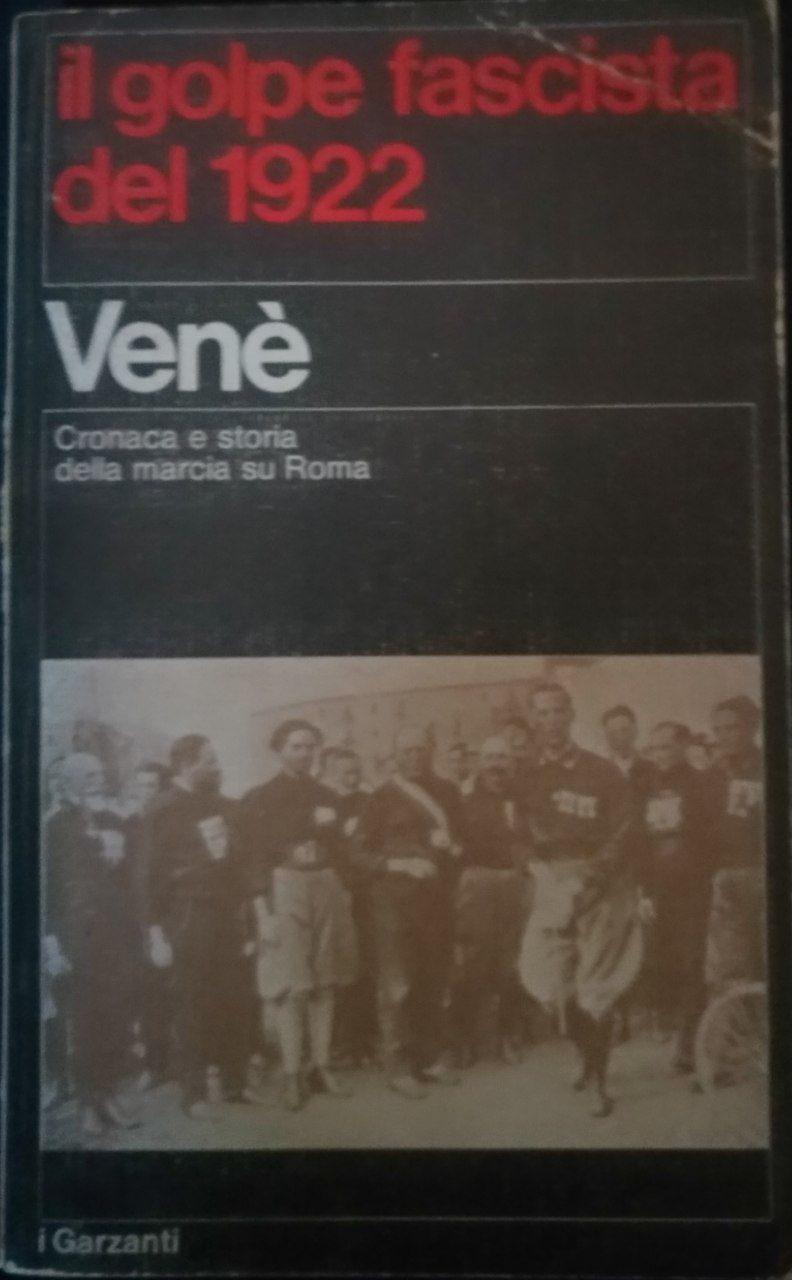 il golpe fascista
del 1922
Venè
Cronaca e storia
della marcia su Roma
i Garzanti